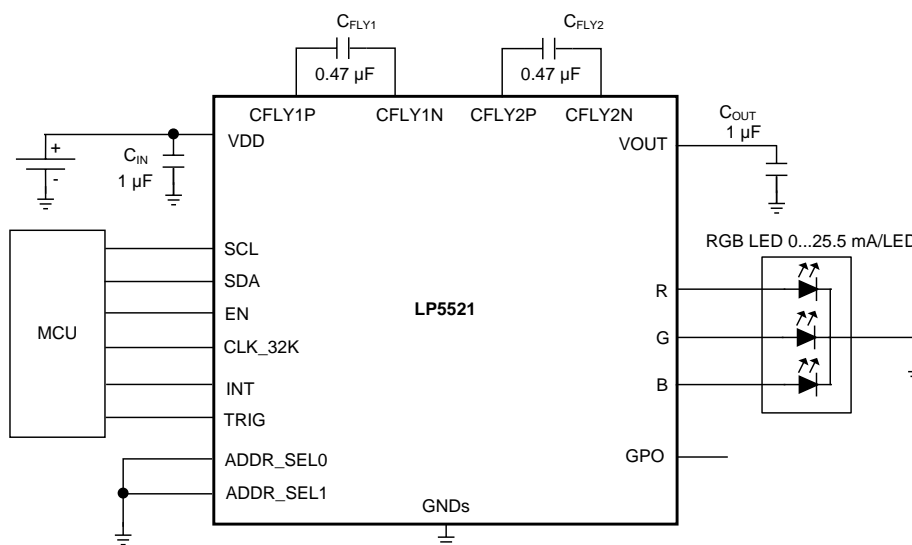 CFLY1
0.47 µF
CFLY2
0.47 µF
CFLY1P
CFLY1N
CFLY2P
CFLY2N
VDD
VOUT
COUT
1 µF
+
-
CIN
1 µF
MCU
SCL
SDA
EN
CLK_32K
INT
TRIG
ADDR_SEL0
ADDR_SEL1
LP5521
RGB LED 0...25.5 mA/LED
R
G
B
GPO
GNDs